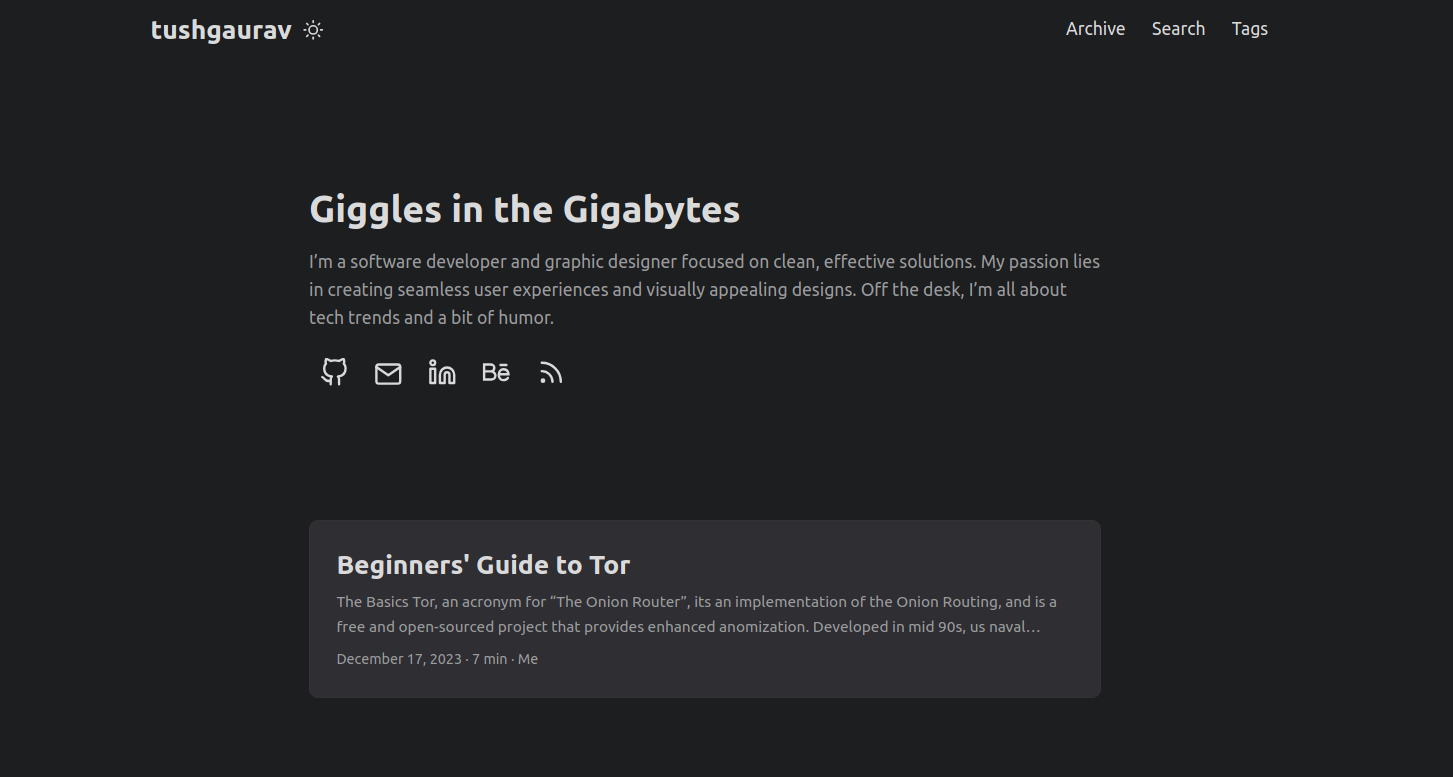 tushgaurav
Archive Search Tags
Giggles in the Gigabytes
I’m a software developer and graphic designer focused on clean, effective solutions. My passion lies
in creating seamless user experiences and visually appealing designs. Off the desk, I’m all about
tech trends and a bit of humor.
Bē
Beginners' Guide to Tor
The Basics Tor, an acronym for “The Onion Router”, its an implementation of the Onion Routing, and is a
free and open-sourced project that provides enhanced anomization. Developed in mid 90s, us naval…
December 17, 2023 · 7 min · Me